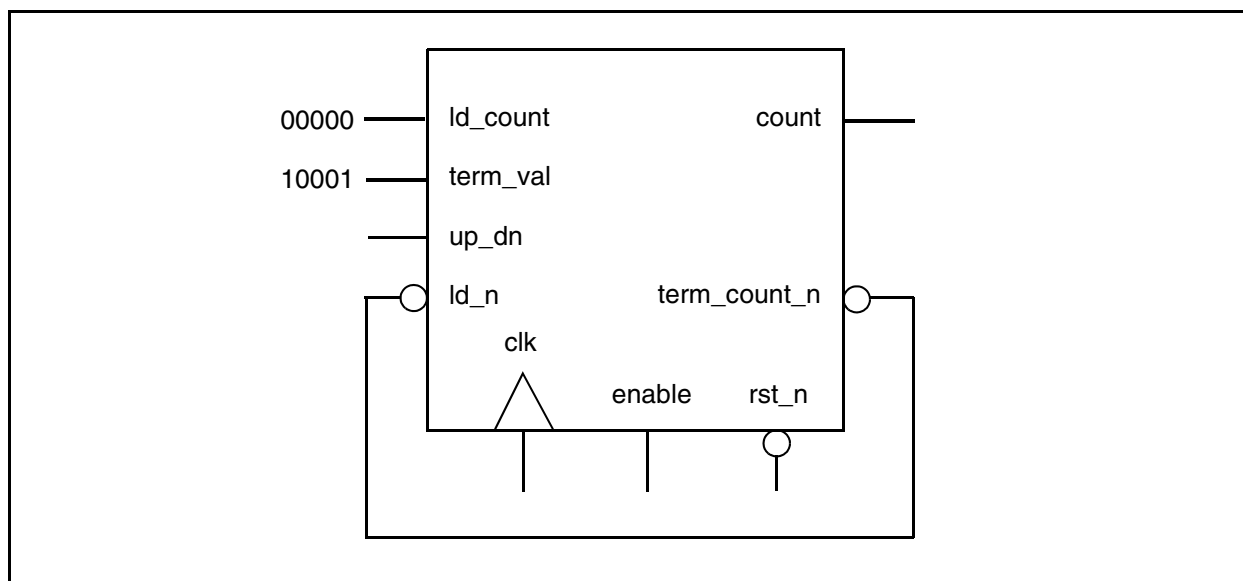 00000 ld_count count
10001 term_val
up_dn
ld_n term_count_n
clk
enable rst_n